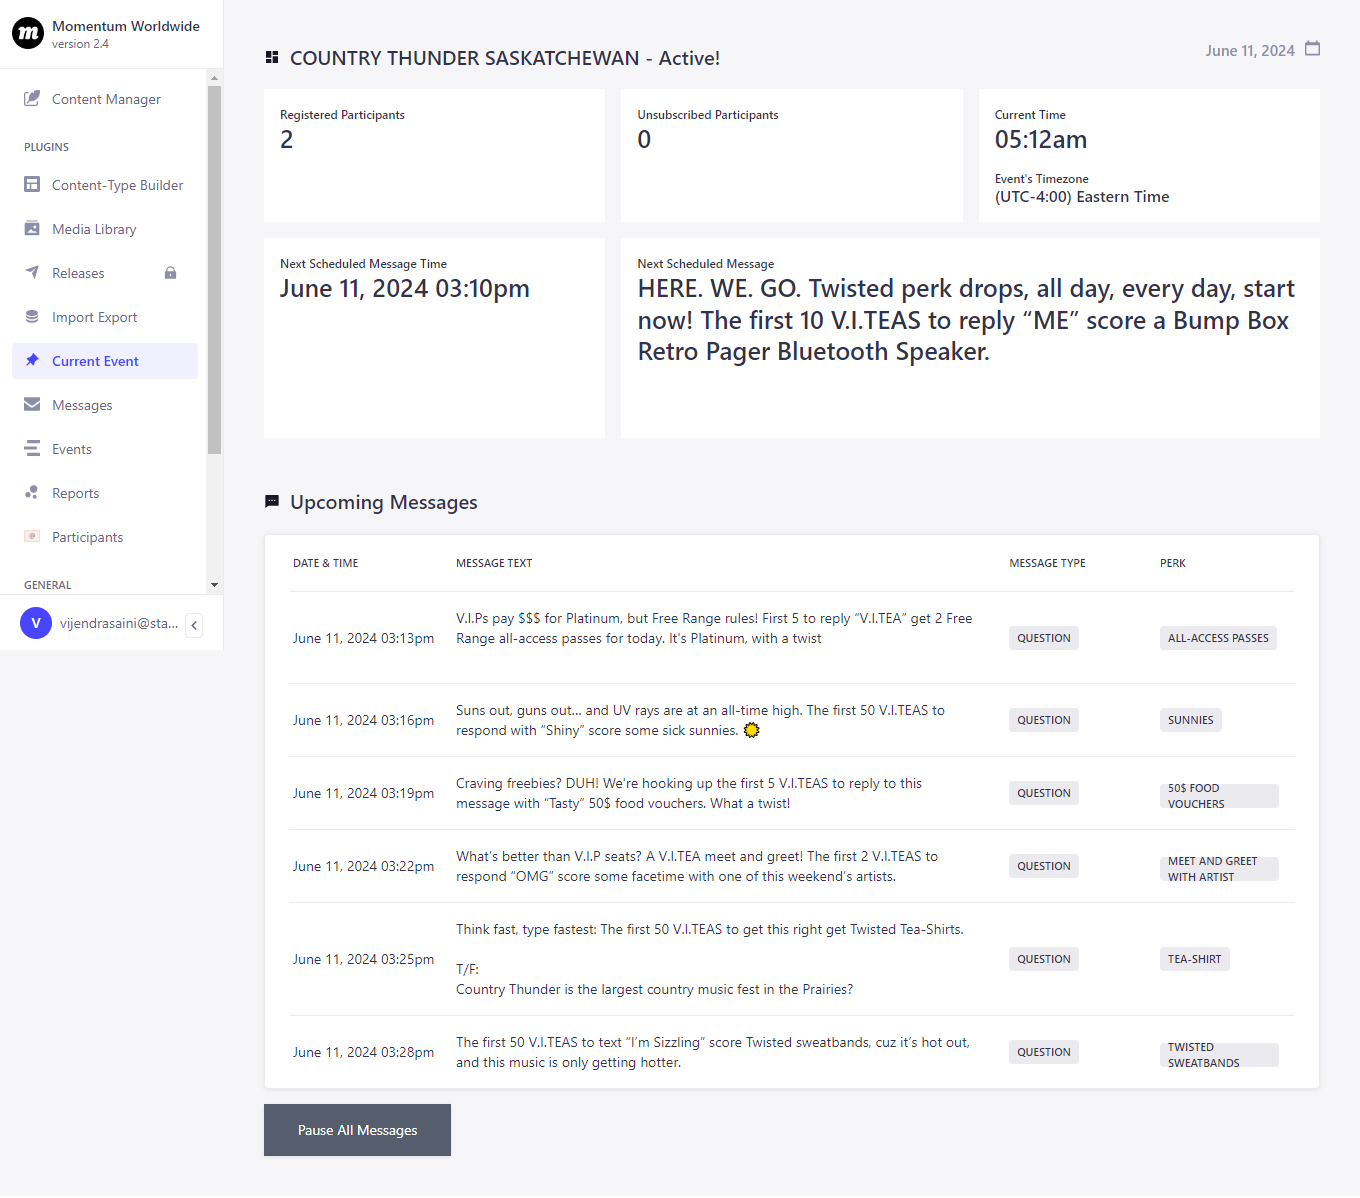 Momentum Worldwide
version 2.4
Content Manager
PLUGINS
Content-Type Builder
Media Library
Releases
Import Export
Current Event
Messages
Events
Reports
Participants
GENERAL
V
vijendrasaini@sta...
COUNTRY THUNDER SASKATCHEWAN - Active!
June 11, 2024
Registered Participants
2
Unsubscribed Participants
0
Current Time
05:12am
Event's Timezone
(UTC-4:00) Eastern Time
Next Scheduled Message Time
June 11, 2024 03:10pm
Next Scheduled Message
HERE. WE. GO. Twisted perk drops, all day, every day, start
now! The first 10 V.I.TEAS to reply “ME” score a Bump Box
Retro Pager Bluetooth Speaker.
Upcoming Messages
DATE & TIME MESSAGE TEXT MESSAGE TYPE PERK
V.I.Ps pay $$$ for Platinum, but Free Range rules! First 5 to reply “V.I.TEA” get 2 Free
June 11, 2024 03:13pm Range all-access passes for today. It's Platinum, with a twist QUESTION ALL-ACCESS PASSES
Suns out, guns out… and UV rays are at an all-time high. The first 50 V.I.TEAS to
June 11, 2024 03:16pm respond with “Shiny” score some sick sunnies. QUESTION SUNNIES
Craving freebies? DUH! We're hooking up the first 5 V.I.TEAS to reply to this
June 11, 2024 03:19pm message with “Tasty” 50$ food vouchers. What a twist! QUESTION 50$ FOOD
VOUCHERS
What’s better than V.I.P seats? A V.I.TEA meet and greet! The first 2 V.I.TEAS to
June 11, 2024 03:22pm respond “OMG” score some facetime with one of this weekend’s artists. QUESTION MEET AND GREET
WITH ARTIST
Think fast, type fastest: The first 50 V.I.TEAS to get this right get Twisted Tea-Shirts.
June 11, 2024 03:25pm QUESTION TEA-SHIRT
T/F:
Country Thunder is the largest country music fest in the Prairies?
The first 50 V.I.TEAS to text “I’m Sizzling” score Twisted sweatbands, cuz it’s hot out,
June 11, 2024 03:28pm and this music is only getting hotter. QUESTION TWISTED
SWEATBANDS
Pause All Messages